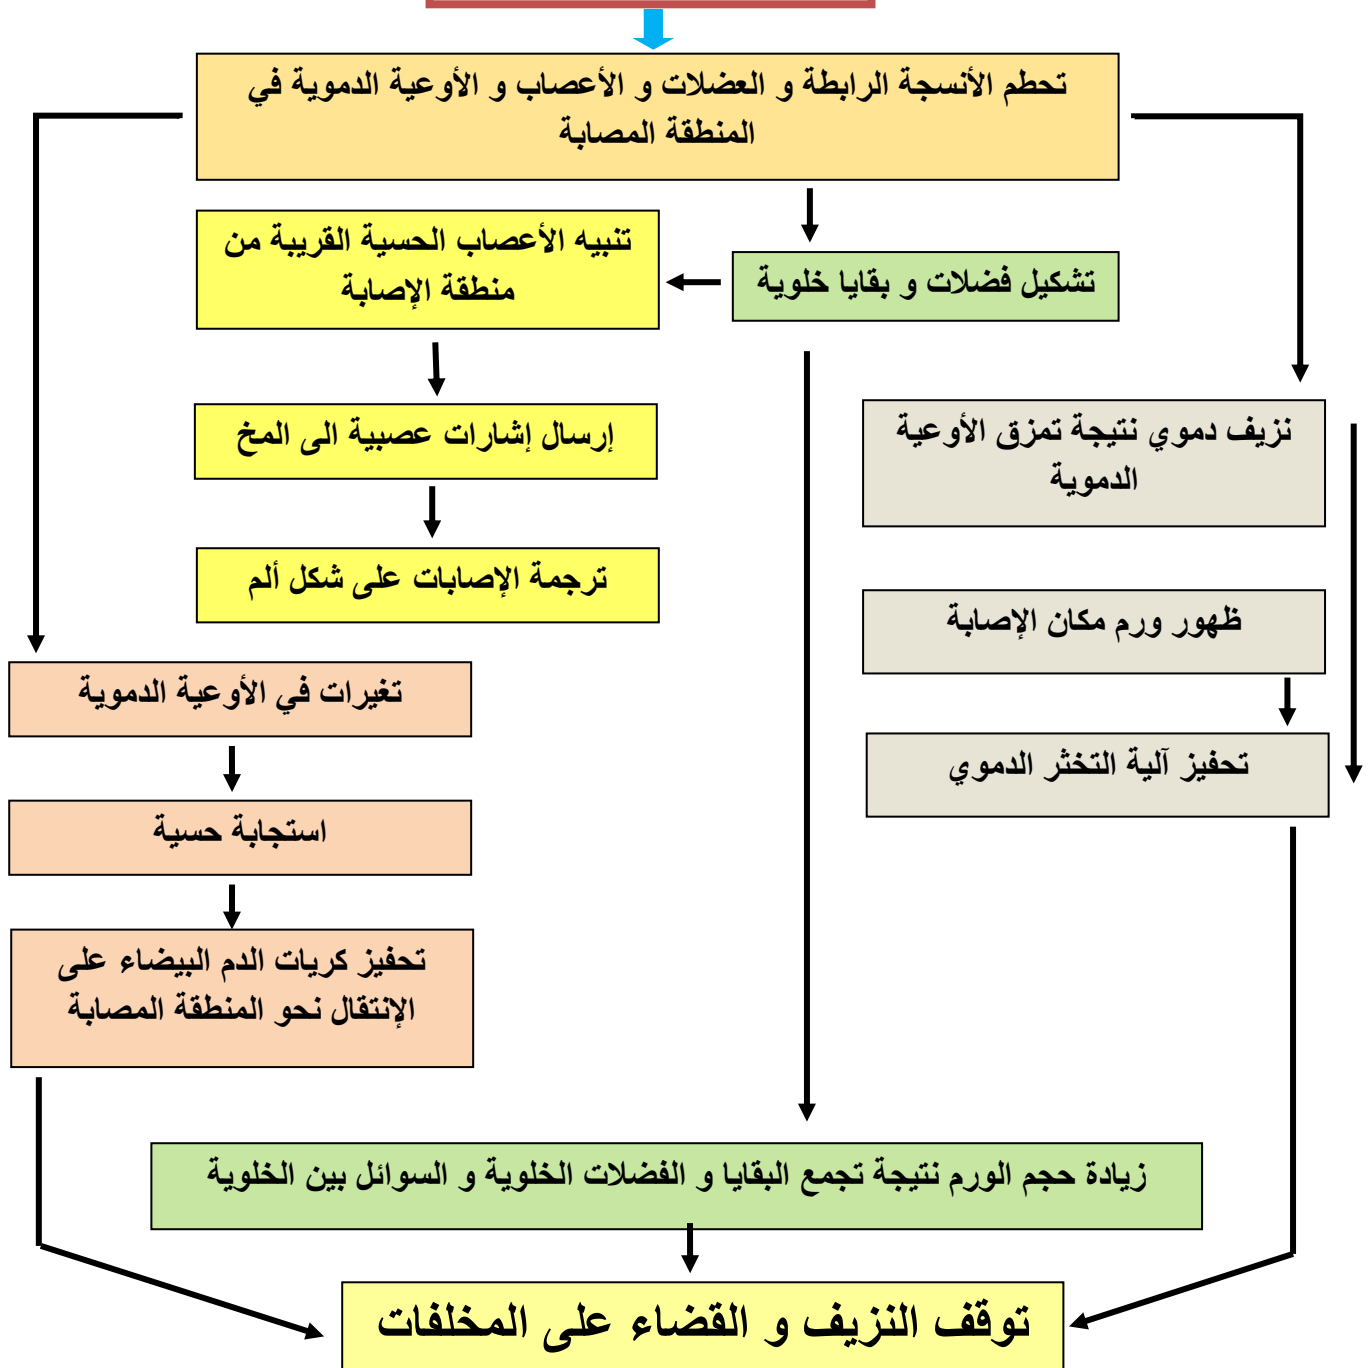 تحطم الأنسجة الرابطة و العضلات و الأعصاب و الأوعية الدموية في
المنطقة المصابة
تنبيه الأعصاب الحسية القريبة من
منطقة الإصابة
تشكيل فضلات و بقايا خلوية
إرسال إشارات عصبية الى المخ
نزيف دموي نتيجة تمزق الأوعية
الدموية
ترجمة الإصابات على شكل ألم
ظهور ورم مكان الإصابة
تغيرات في الأوعية الدموية
تحفيز آلية التخثر الدموي
استجابة حسية
تحفيز كريات الدم البيضاء على
الإنتقال نحو المنطقة المصابة
زيادة حجم الورم نتيجة تجمع البقايا و الفضلات الخلوية و السوائل بين الخلوية
توقف النزيف و القضاء على المخلفات